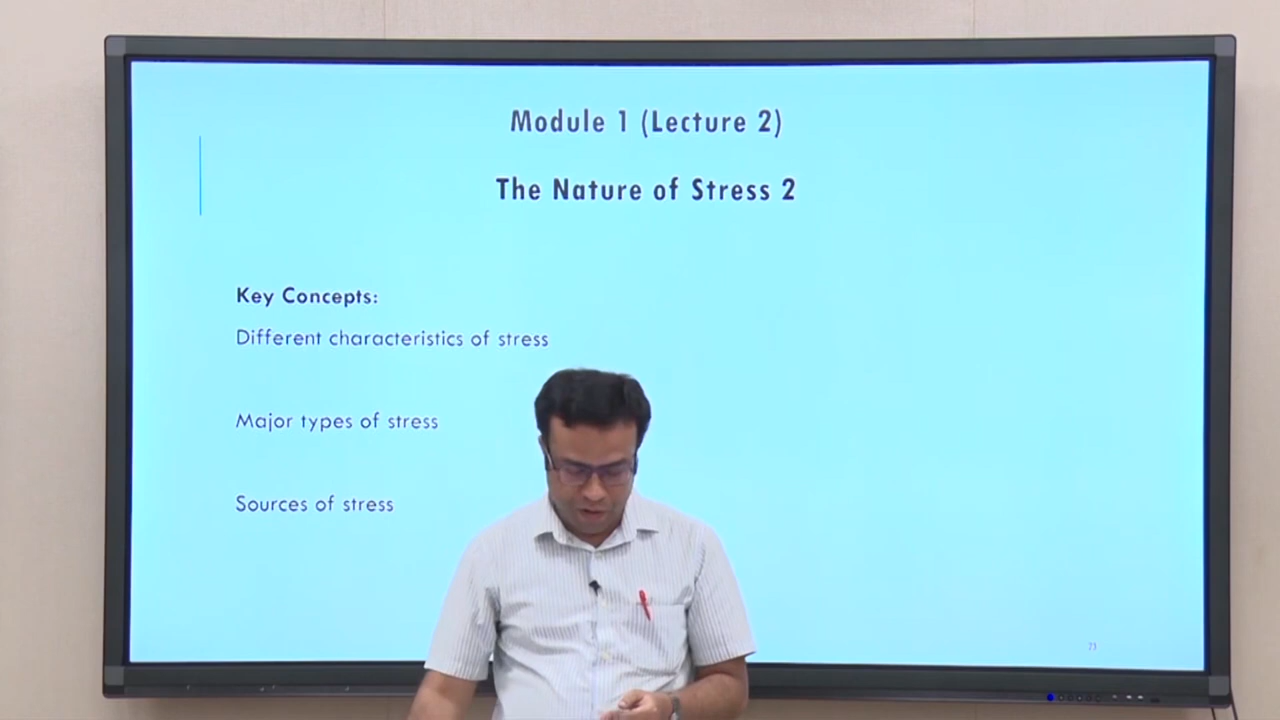 Module 1 (Lecture 2)
The Nature of Stress 2
Key Concepts:
Different characteristics of stress
Major types of stress
Sources of stress